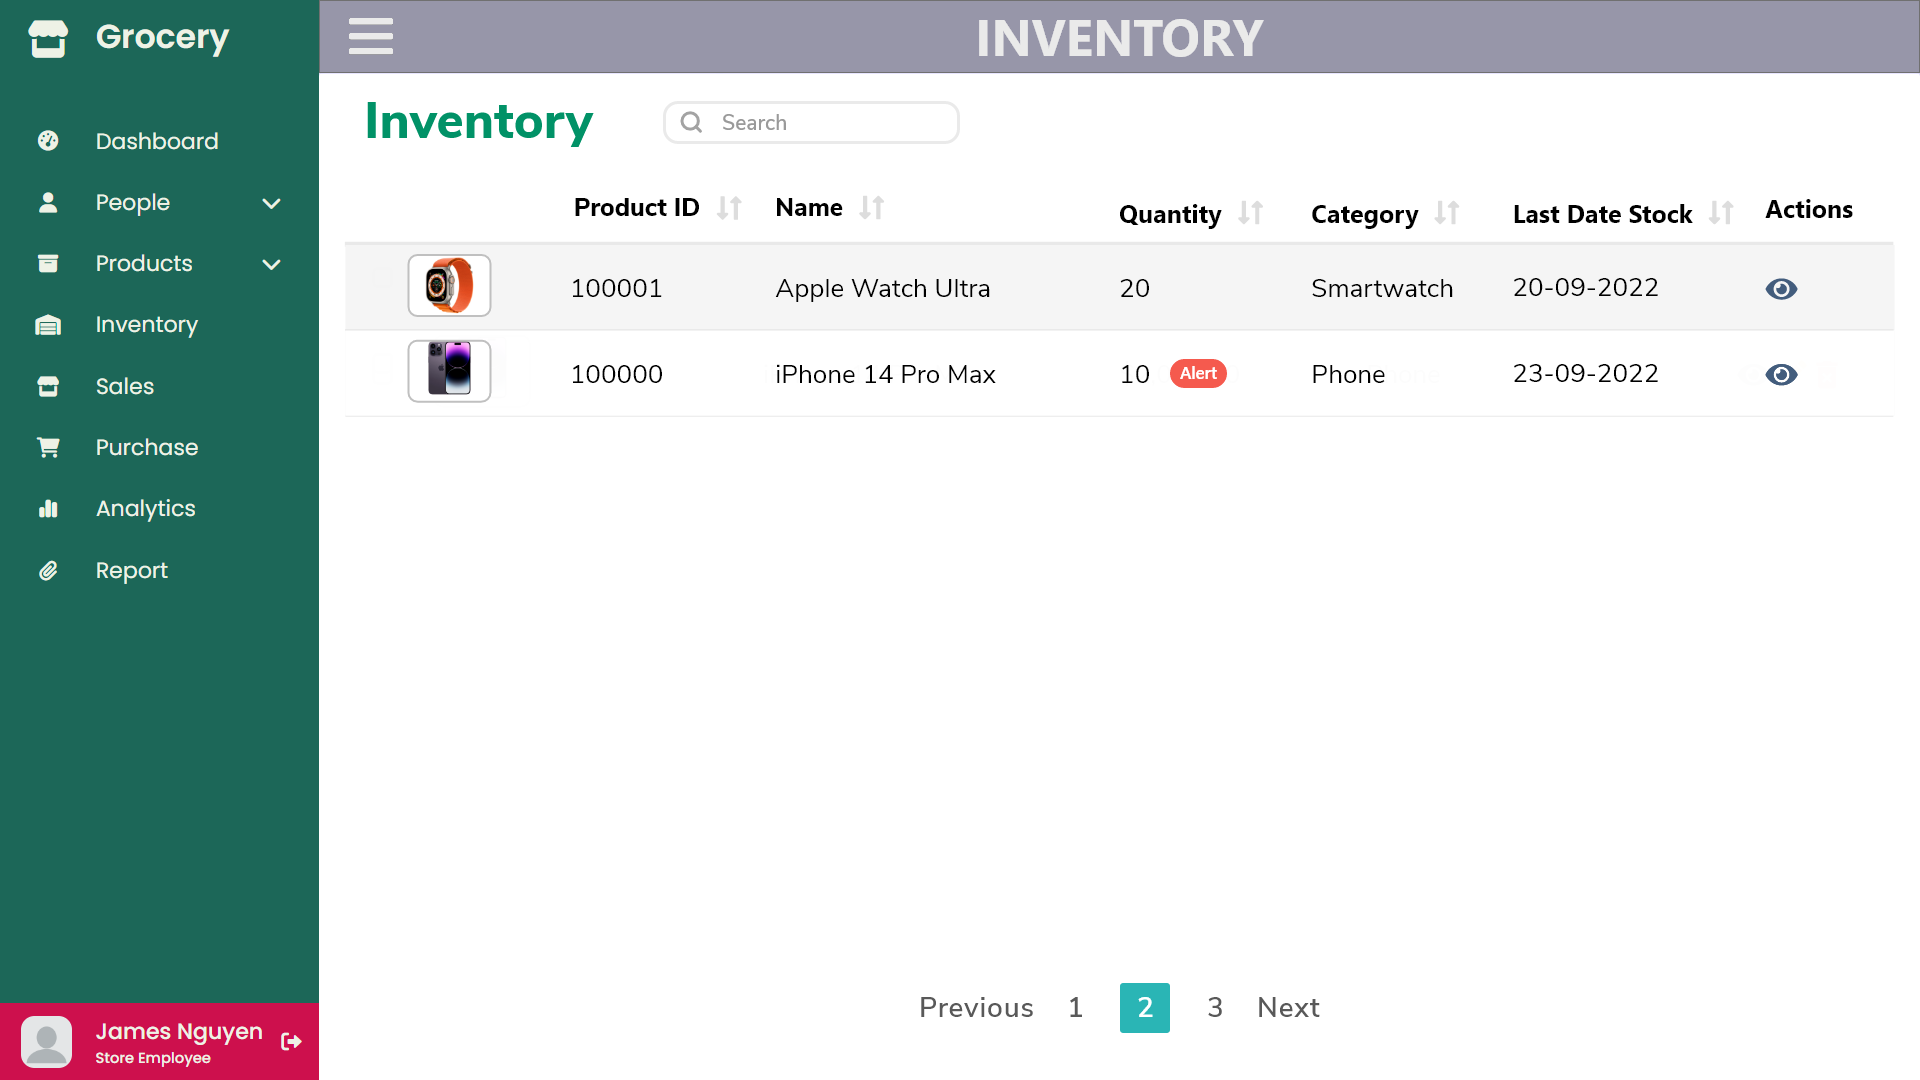 Grocery
INVENTORY
Dashboard
People
Products
Inventory
Sales
Purchase
Analytics
Report
James Nguyen
Store Employee
Inventory
Search
Product ID Name Quantity Category Last Date Stock Actions
100001 Apple Watch Ultra 20 Smartwatch 20-09-2022
100000 iPhone 14 Pro Max 10 Alert Phone 23-09-2022
Previous 1 2 3 Next